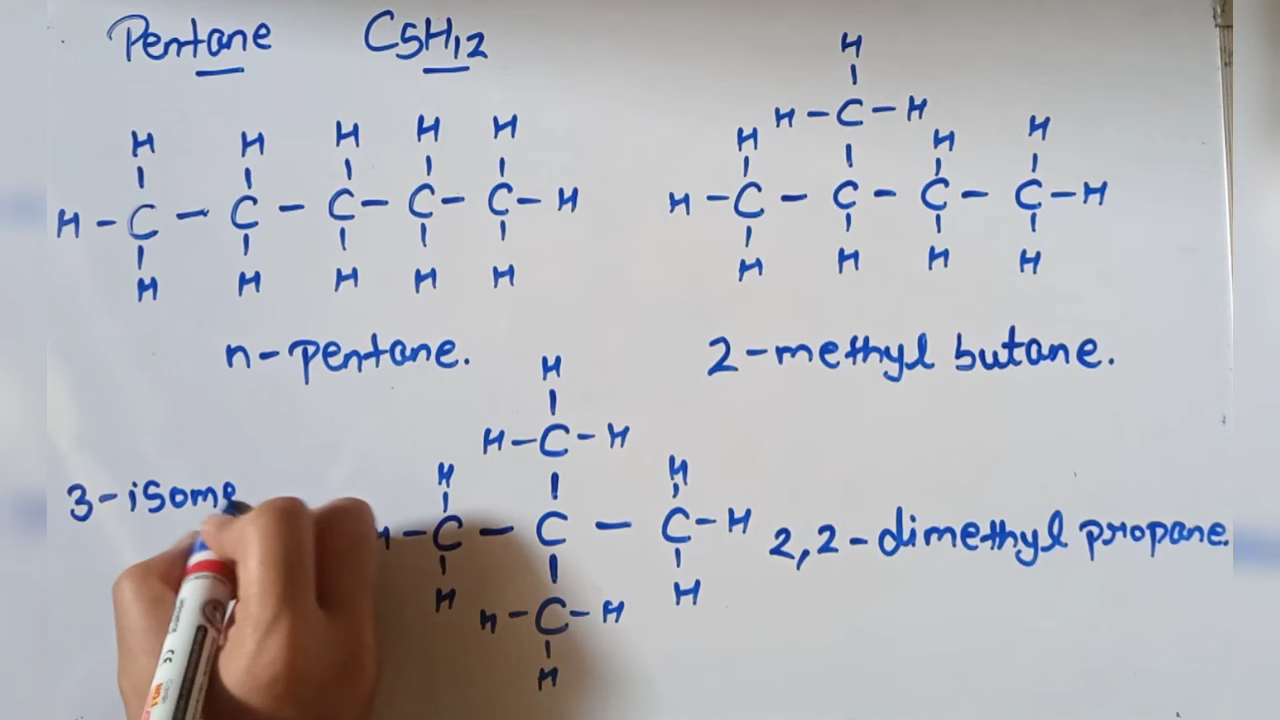 Pentane C5H12
H H H H H
H-C-C-C-C-C-H
H H H H H
n-pentane.
H
H-C-H
H H H
H-C-C-C-C-H
H H H H
2-methyl butane.
H
H-C-H
H H
H-C-C-C-H
H H
H-C-H
H
2,2-dimethyl propane.
3-isome